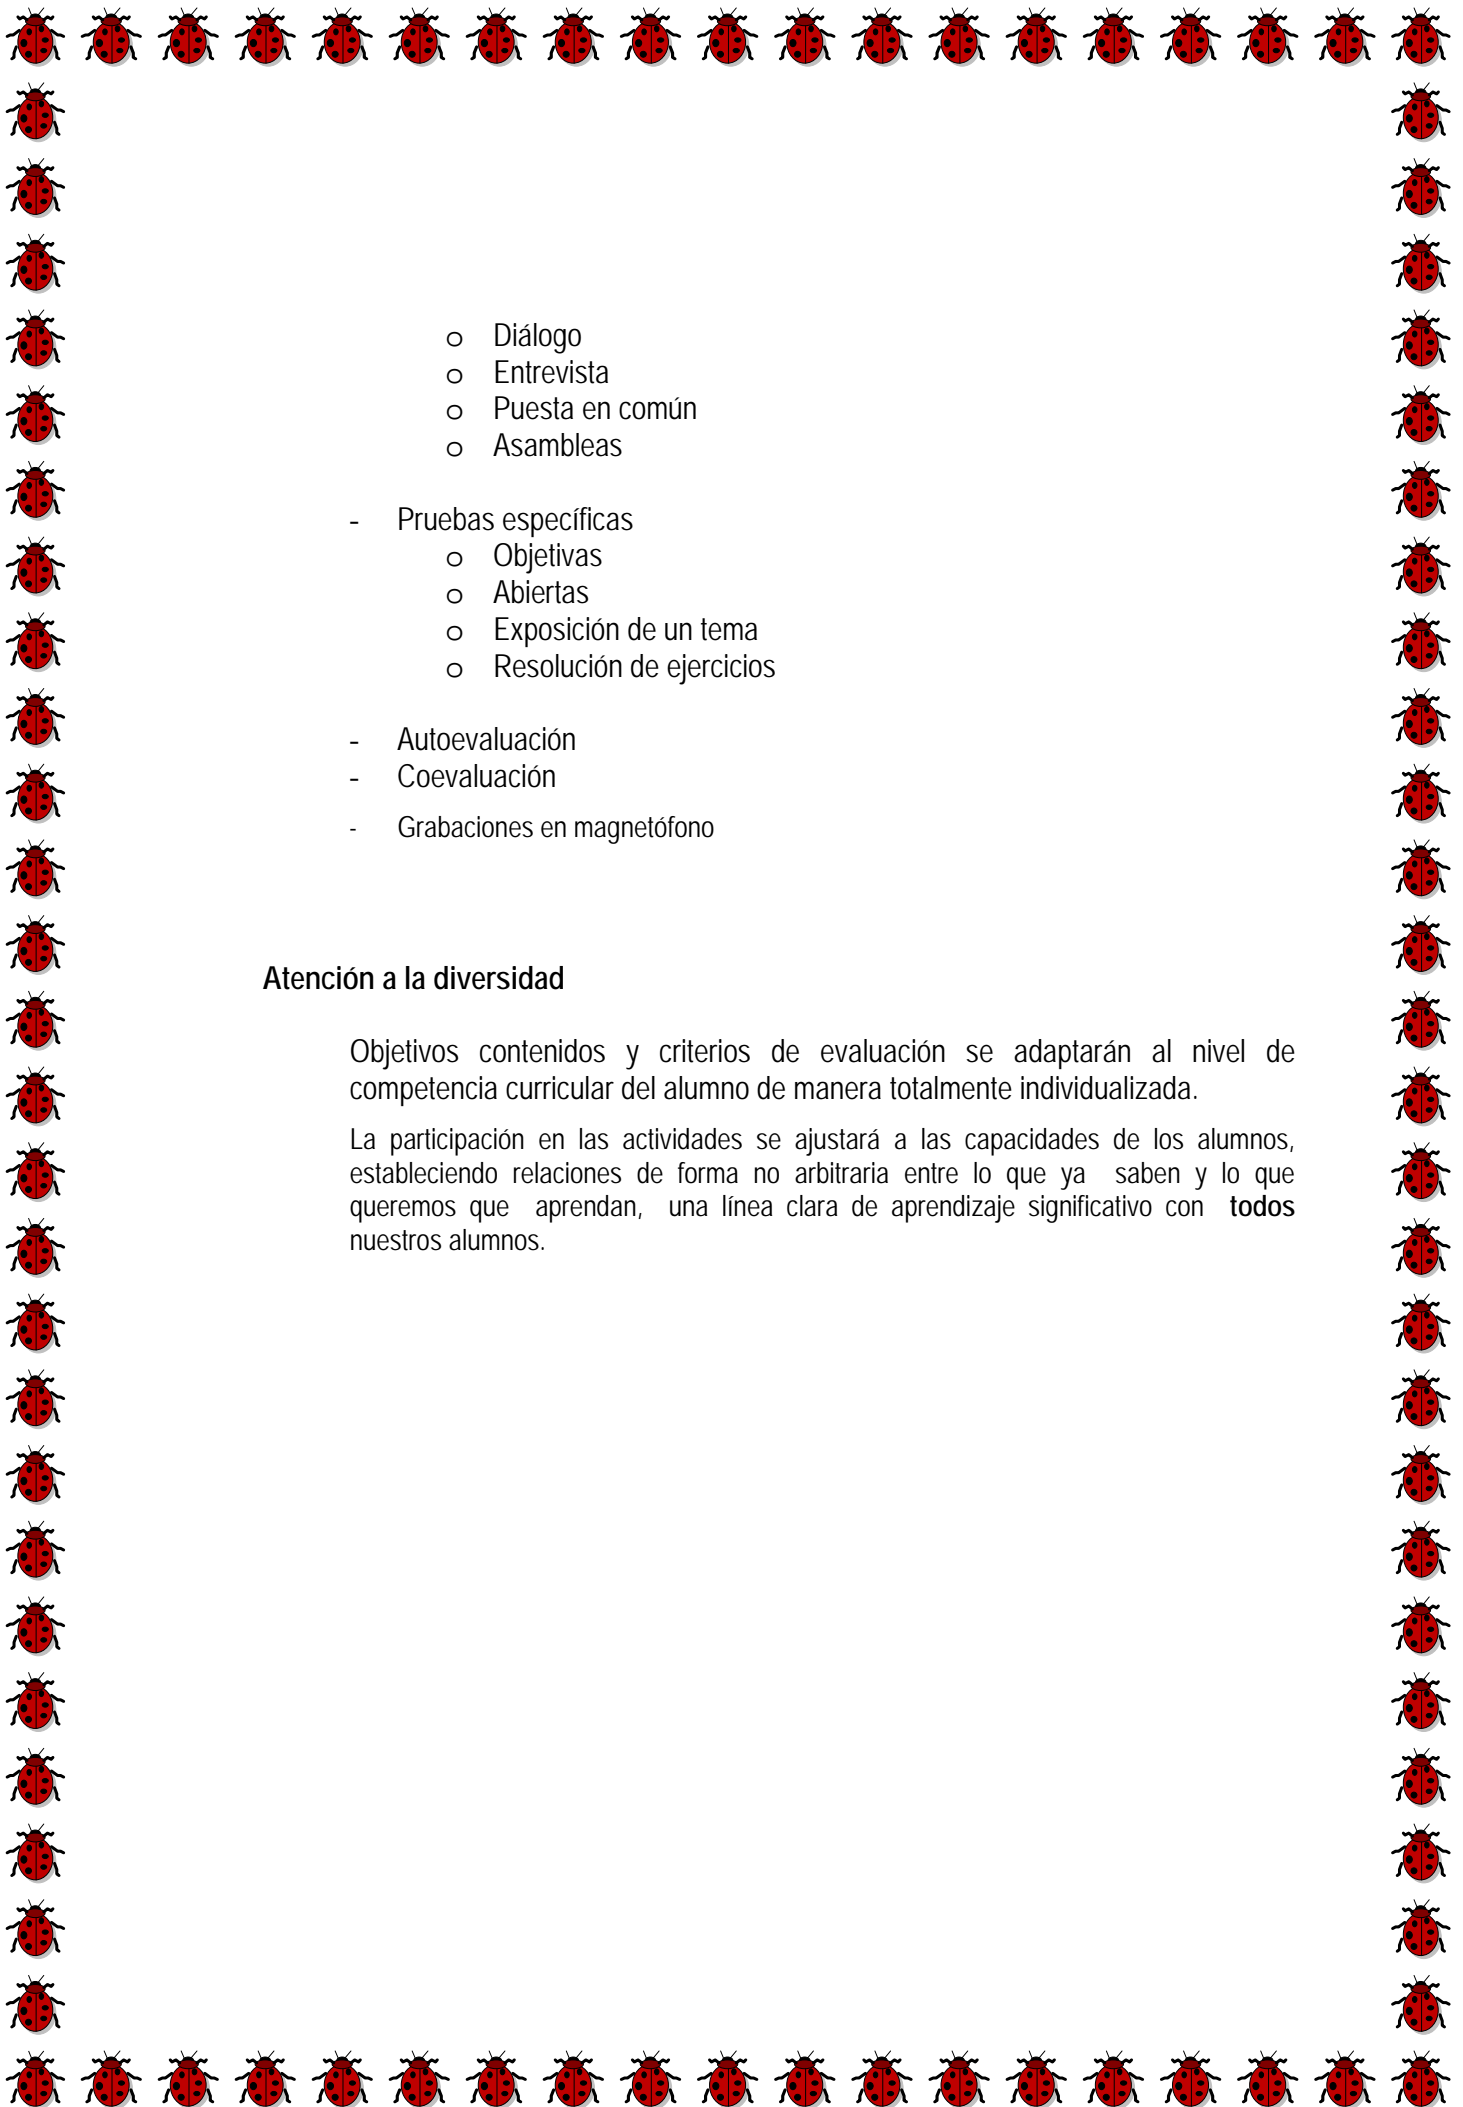 o Diálogo
o Entrevista
o Puesta en común
o Asambleas
- Pruebas específicas
o Objetivas
o Abiertas
o Exposición de un tema
o Resolución de ejercicios
- Autoevaluación
- Coevaluación
- Grabaciones en magnetófono
Atención a la diversidad
Objetivos contenidos y criterios de evaluación se adaptarán al nivel de
competencia curricular del alumno de manera totalmente individualizada.
La participación en las actividades se ajustará a las capacidades de los alumnos,
estableciendo relaciones de forma no arbitraria entre lo que ya saben y lo que
queremos que aprendan, una línea clara de aprendizaje significativo con todos
nuestros alumnos.